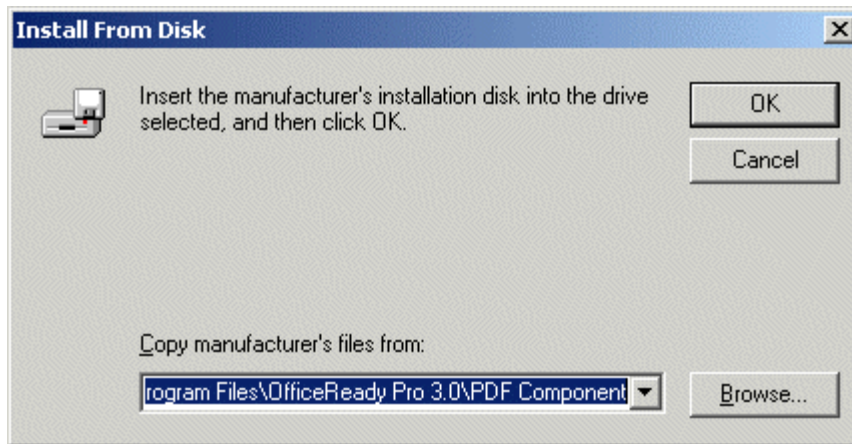 Install From Disk
Insert the manufacturer's installation disk into the drive
selected, and then click OK.
OK
Cancel
Copy manufacturer's files from:
rogram Files\OfficeReady Pro 3.0\PDF Component
Browse...